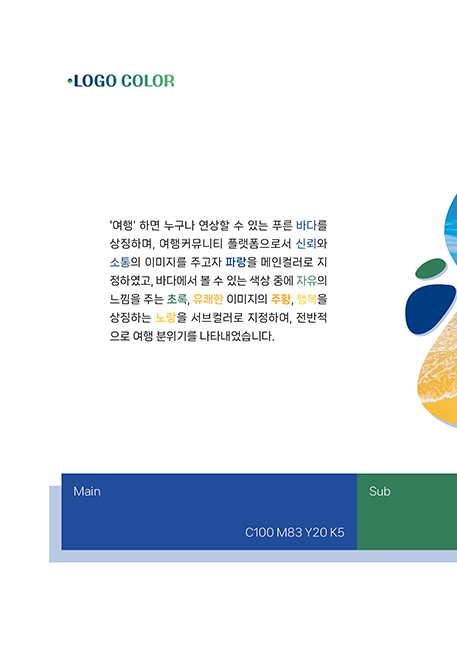 •LOGO COLOR
'여행' 하면 누구나 연상할 수 있는 푸른 바다를
상징하며, 여행커뮤니티 플랫폼으로서 신뢰와
소통의 이미지를 주고자 파랑을 메인컬러로 지
정하였고, 바다에서 볼 수 있는 색상 중에 자유의
느낌을 주는 초록, 유쾌한 이미지의 주황, 행복을
상징하는 노랑을 서브컬러로 지정하여, 전반적
으로 여행 분위기를 나타내었습니다.
Main
Sub
C100 M83 Y20 K5